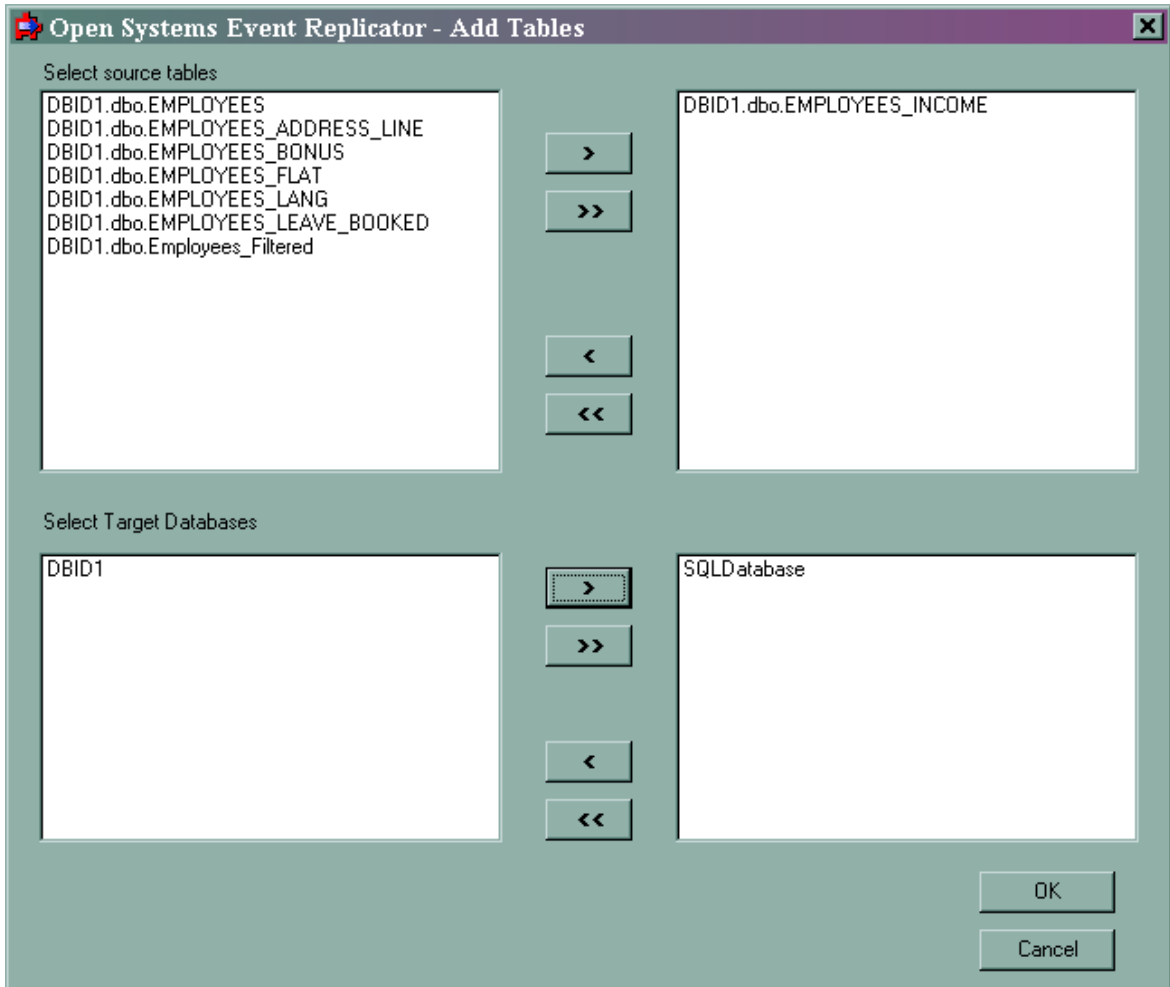 Open Systems Event Replicator - Add Tables
Select source tables
DBID1.dbo.EMPLOYEES
DBID1.dbo.EMPLOYEES_ADDRESS_LINE
DBID1.dbo.EMPLOYEES_BONUS
DBID1.dbo.EMPLOYEES_FLAT
DBID1.dbo.EMPLOYEES_LANG
DBID1.dbo.EMPLOYEES_LEAVE_BOOKED
DBID1.dbo.Employees_Filtered
>
>>
<
<<
DBID1.dbo.EMPLOYEES_INCOME
Select Target Databases
DBID1
>
>>
<
<<
SQLDatabase
OK
Cancel